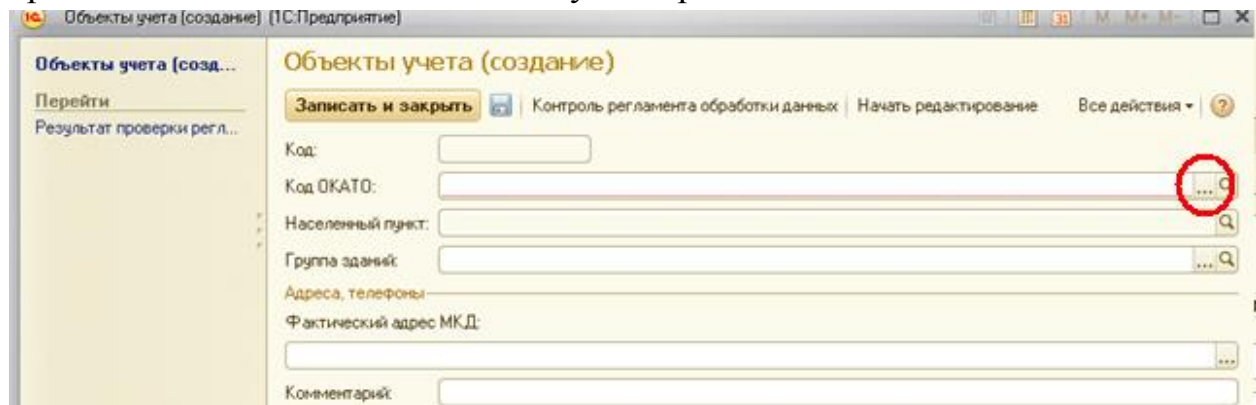 Объекты учета (создание) (1С:Предприятие)
M M+ M-
Объекты учета (созд...
Перейти
Результат проверки регл...
Объекты учета (создание)
Записать и закрыть Контроль регламента обработки данных Начать редактирование Все действия
Код:
Код ОКАТО: ...
Населенный пункт:
Группа зданий: ...
Адреса, телефоны
Фактический адрес МКД:
...
Комментарий: